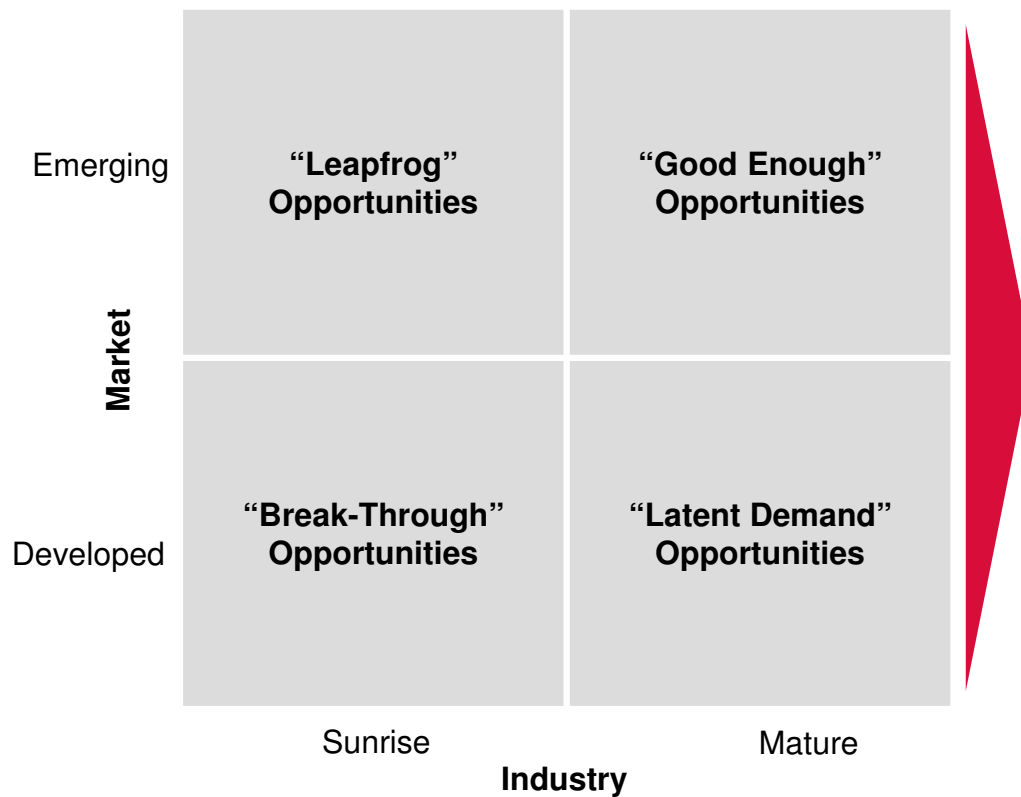 Emerging
“Leapfrog”
Opportunities
“Good Enough”
Opportunities
Market
Developed
“Break-Through”
Opportunities
“Latent Demand”
Opportunities
Sunrise
Mature
Industry